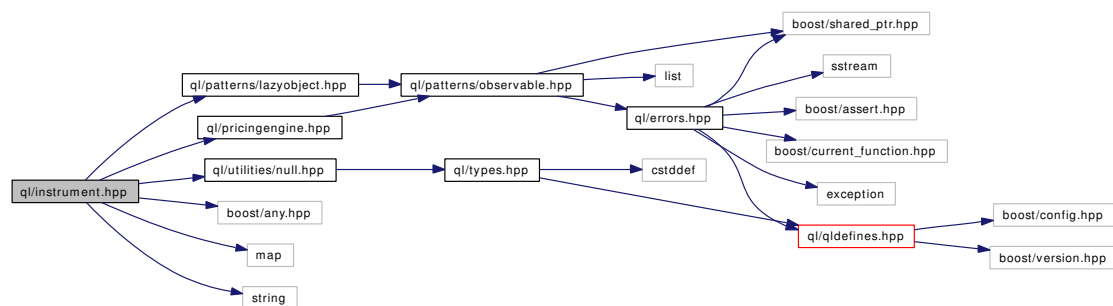 boost/shared_ptr.hpp
sstream
ql/patterns/lazyobject.hpp
ql/patterns/observable.hpp
list
boost/assert.hpp
ql/pricingengine.hpp
ql/errors.hpp
boost/current_function.hpp
ql/utilities/null.hpp
ql/types.hpp
cstddef
ql/instrument.hpp
exception
boost/any.hpp
boost/config.hpp
ql/qldefines.hpp
map
boost/version.hpp
string